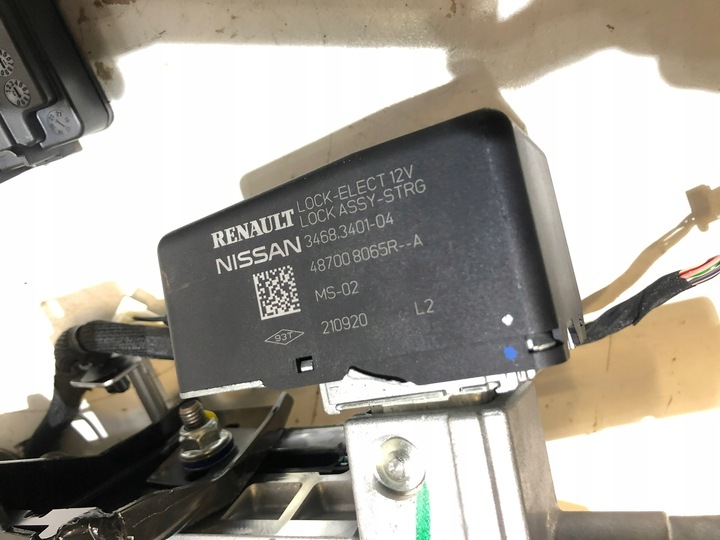 RENAULT LOCK-ELECT 12V
LOCK ASSY-STRG
NISSAN 3468.3401-04
48700 8065R--A
MS-02
210920 L2
93T